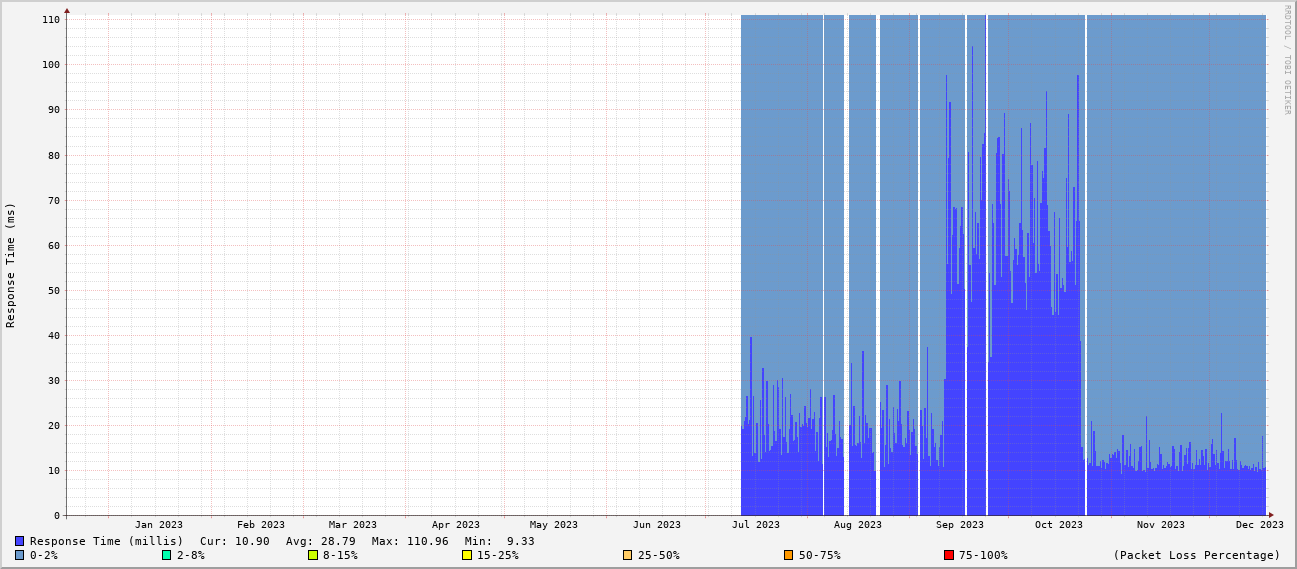 RRDTOOL / TOBI OETIKER
Response Time (ms)
110
100
90
80
70
60
50
40
30
20
10
0
Jan 2023 Feb 2023 Mar 2023 Apr 2023 May 2023 Jun 2023 Jul 2023 Aug 2023 Sep 2023 Oct 2023 Nov 2023 Dec 2023
Response Time (millis) Cur: 10.90 Avg: 28.79 Max: 110.96 Min: 9.33
0-2% 2-8% 8-15% 15-25% 25-50% 50-75% 75-100% (Packet Loss Percentage)